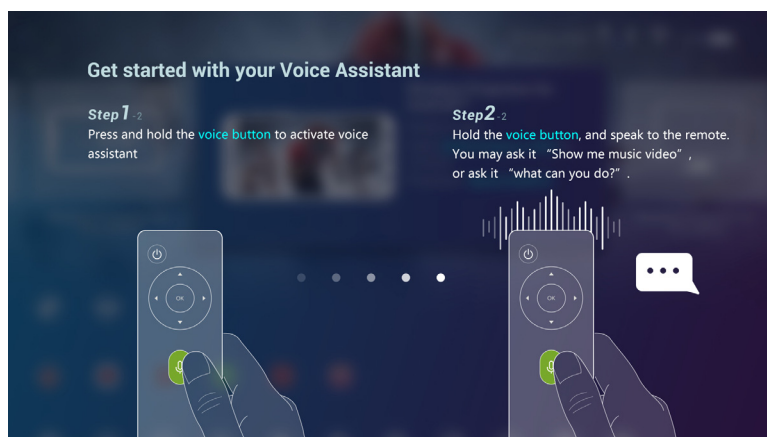 Get started with your Voice Assistant
Step1-2
Press and hold the voice button to activate voice
assistant
Step2-2
Hold the voice button, and speak to the remote.
You may ask it “Show me music video”,
or ask it “what can you do?”.
OK
OK